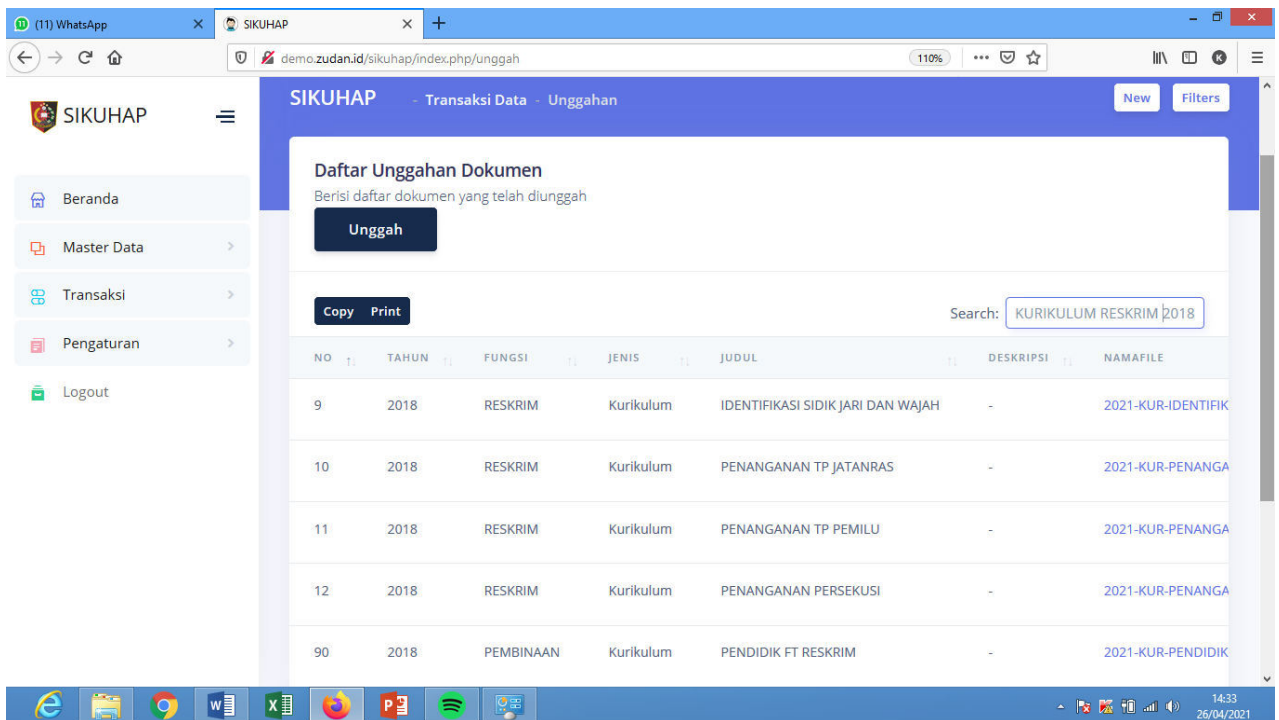 (11) WhatsApp
SIKUHAP
demo.zudan.id/sikuhap/index.php/unggah
110%
K
SIKUHAP
SIKUHAP - Transaksi Data - Unggahan
New Filters
Beranda
Master Data
Transaksi
Pengaturan
Logout
Daftar Unggahan Dokumen
Berisi daftar dokumen yang telah diunggah
Unggah
Copy Print
Search: KURIKULUM RESKRIM 2018
NO TAHUN FUNGSI JENIS JUDUL DESKRIPSI NAMAFILE
9 2018 RESKRIM Kurikulum IDENTIFIKASI SIDIK JARI DAN WAJAH - 2021-KUR-IDENTIFIK
10 2018 RESKRIM Kurikulum PENANGANAN TP JATANRAS - 2021-KUR-PENANGA
11 2018 RESKRIM Kurikulum PENANGANAN TP PEMILU - 2021-KUR-PENANGA
12 2018 RESKRIM Kurikulum PENANGANAN PERSEKUSI - 2021-KUR-PENANGA
90 2018 PEMBINAAN Kurikulum PENDIDIK FT RESKRIM - 2021-KUR-PENDIDIK
14:33
26/04/2021